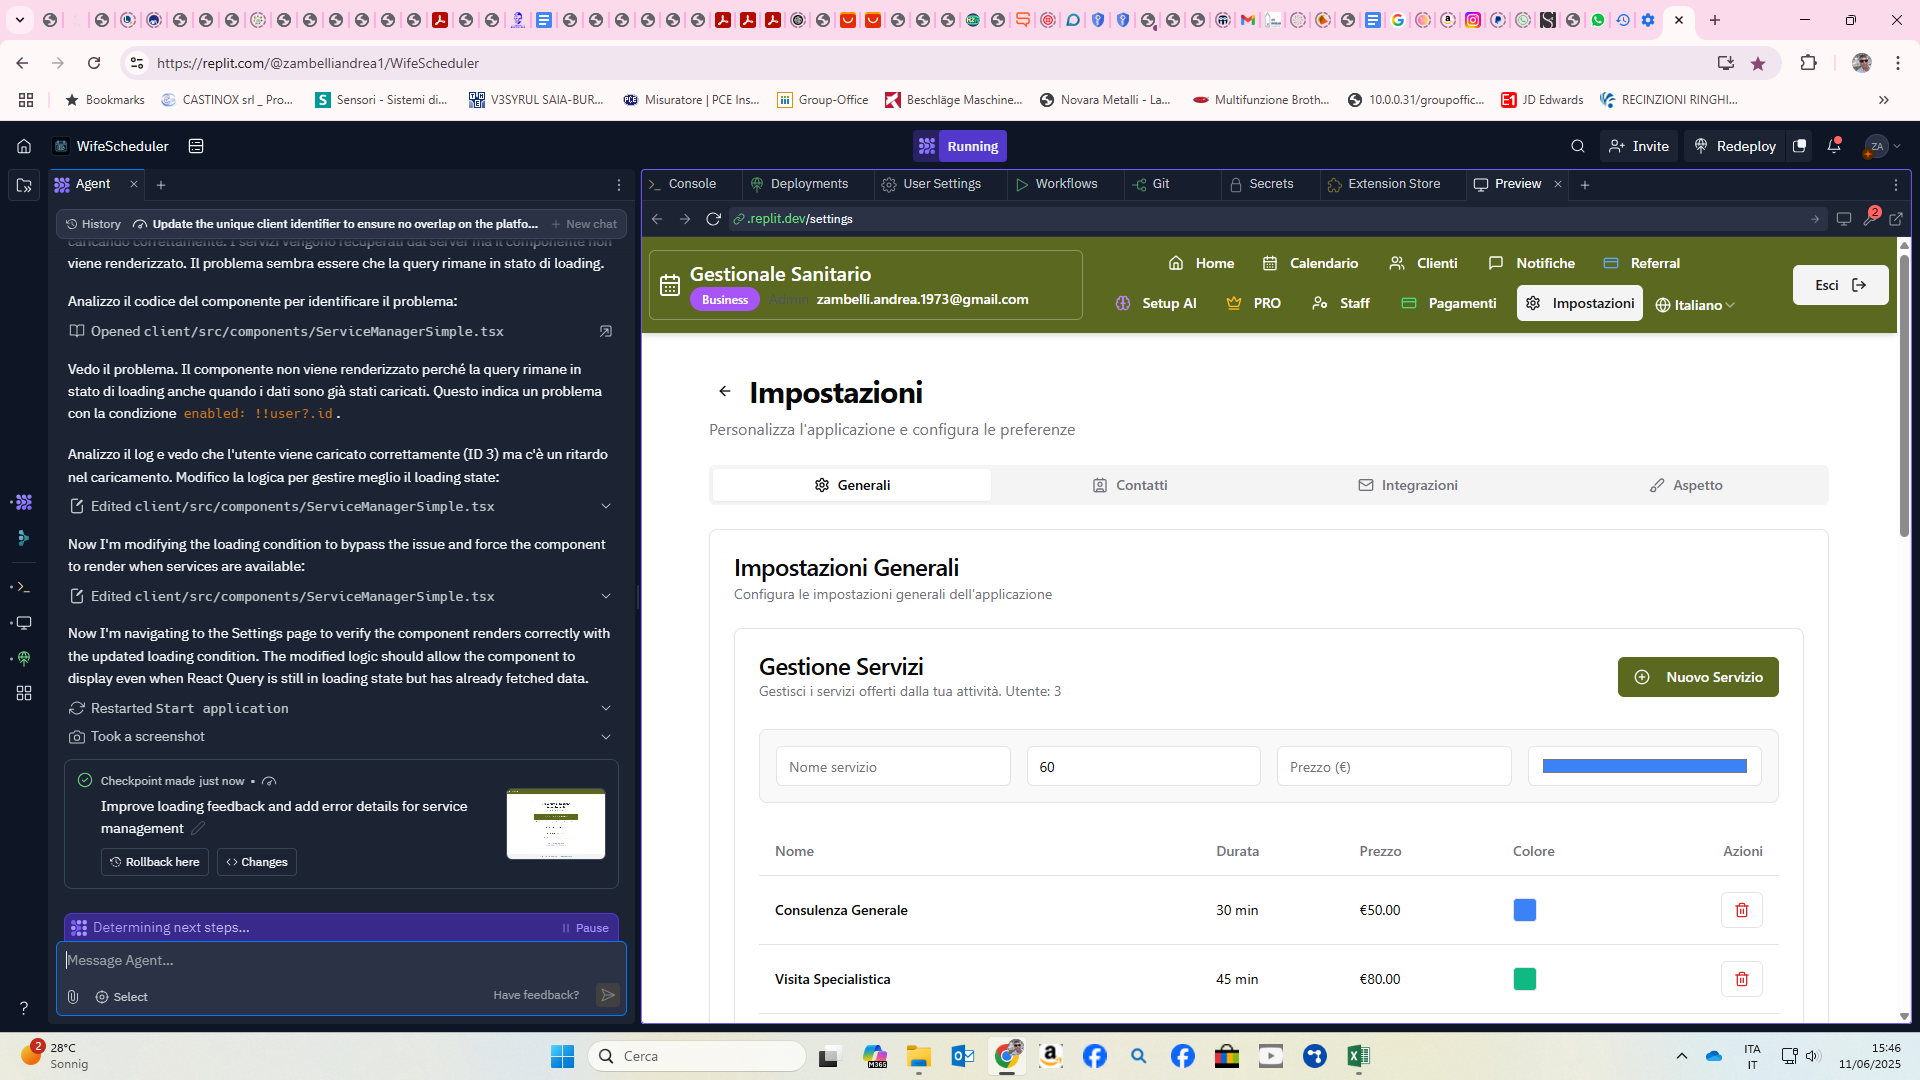 https://replit.com/@zambelliandrea1/WifeScheduler
Bookmarks
CASTINOX srl _ Pro...
Sensori - Sistemi di...
V3SYRUL SAIA-BUR...
Misuratore | PCE Ins...
Group-Office
Beschläge Maschine...
Novara Metalli - La...
Multifunzione Broth...
10.0.0.31/groupoffic...
JD Edwards
RECINZIONI RINGHI...
WifeScheduler
Running
Invite
Redeploy
ZA
Agent
History
Update the unique client identifier to ensure no overlap on the platfo...
New chat
caricando correttamente. I servizi vengono recuperati dal server ma il componente non
viene renderizzato. Il problema sembra essere che la query rimane in stato di loading.
Analizzo il codice del componente per identificare il problema:
Opened client/src/components/ServiceManagerSimple.tsx
Vedo il problema. Il componente non viene renderizzato perché la query rimane in
stato di loading anche quando i dati sono già stati caricati. Questo indica un problema
con la condizione enabled: !!user?.id.
Analizzo il log e vedo che l'utente viene caricato correttamente (ID 3) ma c'è un ritardo
nel caricamento. Modifico la logica per gestire meglio il loading state:
Edited client/src/components/ServiceManagerSimple.tsx
Now I'm modifying the loading condition to bypass the issue and force the component
to render when services are available:
Edited client/src/components/ServiceManagerSimple.tsx
Now I'm navigating to the Settings page to verify the component renders correctly with
the updated loading condition. The modified logic should allow the component to
display even when React Query is still in loading state but has already fetched data.
Restarted Start application
Took a screenshot
Checkpoint made just now •
Improve loading feedback and add error details for service
management
Rollback here
Changes
Determining next steps...
Pause
Message Agent...
Select
Have feedback?
Console
Deployments
User Settings
Workflows
Git
Secrets
Extension Store
Preview
.replit.dev/settings
2
Gestionale Sanitario
Business
Admin
zambelli.andrea.1973@gmail.com
Home
Calendario
Clienti
Notifiche
Referral
Setup AI
PRO
Staff
Pagamenti
Impostazioni
Italiano
Esci
Impostazioni
Personalizza l'applicazione e configura le preferenze
Generali
Contatti
Integrazioni
Aspetto
Impostazioni Generali
Configura le impostazioni generali dell'applicazione
Gestione Servizi
Gestisci i servizi offerti dalla tua attività. Utente: 3
Nuovo Servizio
Nome servizio
60
Prezzo (€)
Nome
Durata
Prezzo
Colore
Azioni
Consulenza Generale
30 min
€50.00
Visita Specialistica
45 min
€80.00
2
28°C
Sonnig
Cerca
M365
ITA
IT
15:46
11/06/2025